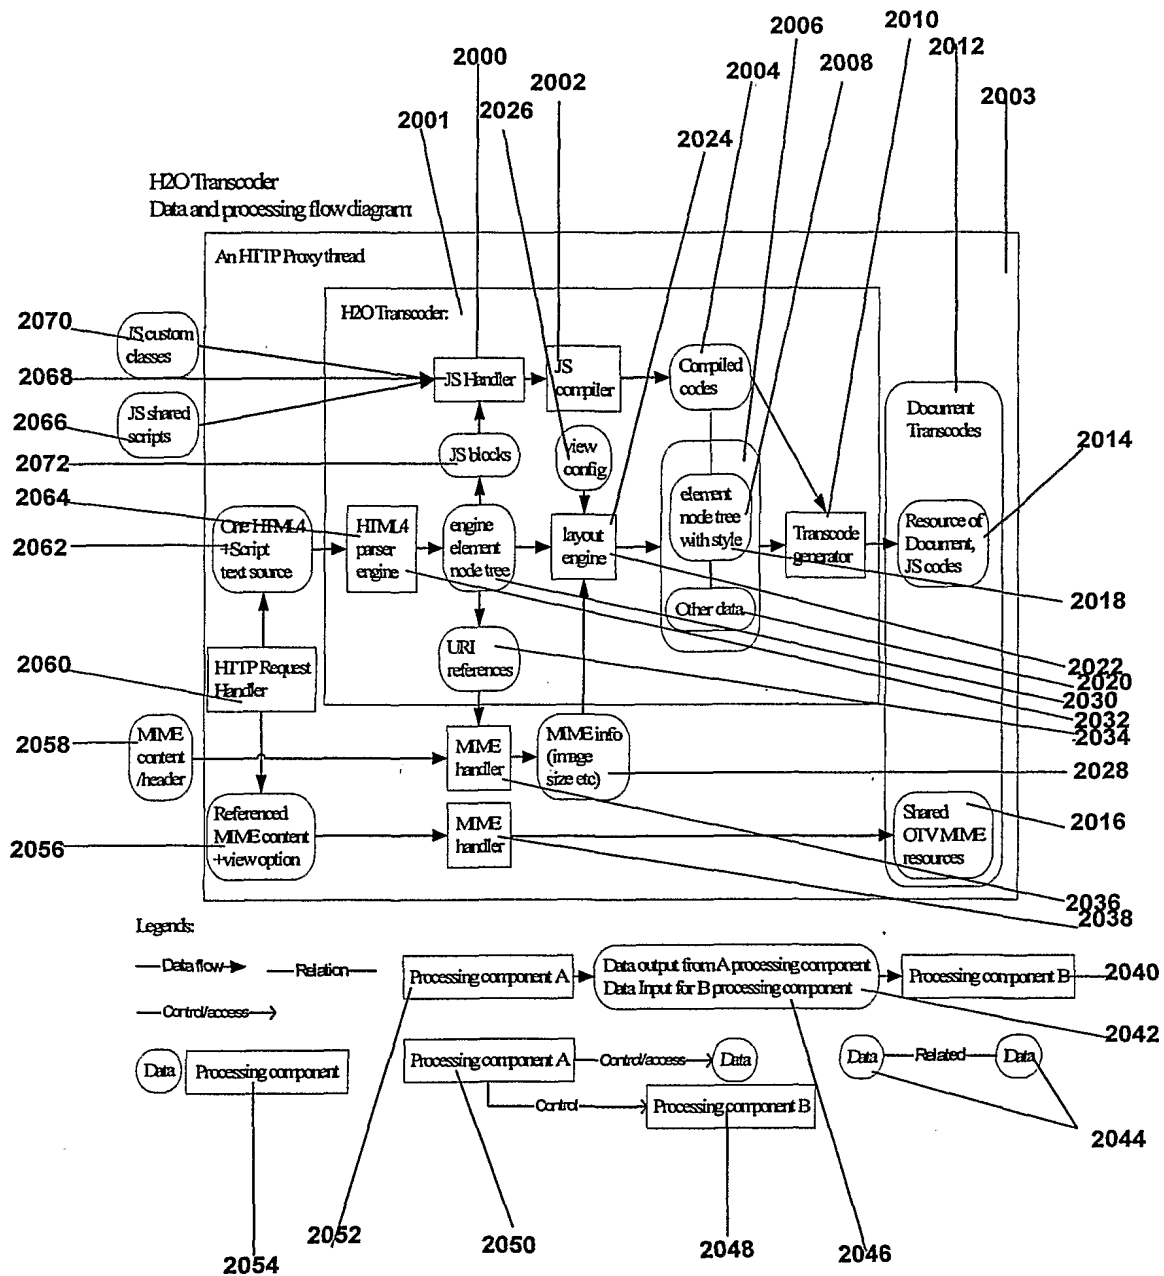 2010
2006
2012
2000
2004
2008
2002
2026
2003
2001
2024
H2O Transcoder
Data and processing flow diagram
An HTTP Proxy thread
H2O Transcoder:
2070
JS custom
classes
2068
JS Handler
JS
compiler
Compiled
codes
Document
Transcodes
JS shared
scripts
2066
2014
2072
JS blocks
view
config
2064
One HTML4
+Script
text source
2062
HTML4
parser
engine
engine
element
node tree
layout
engine
element
node tree
with style
Transcode
generator
Resource of
Document,
JS codes
2018
Other data
URI
references
2060
HTTP Request
Handler
2022
2020
2030
2032
2034
2058
MIME
content
/header
MIME
handler
MIME info
(image
size etc)
2028
Referenced
MIME content
+view option
2056
MIME
handler
Shared
OTV MIME
resources
2016
2036
2038
Legends:
Data flow
Relation
Processing component A
Data output from A processing component
Data Input for B processing component
Processing component B
2040
Control/access
2042
Data
Processing component
Processing component A
Control/access
Data
Data
Related
Data
Control
Processing component B
2044
2052
2050
2048
2046
2054